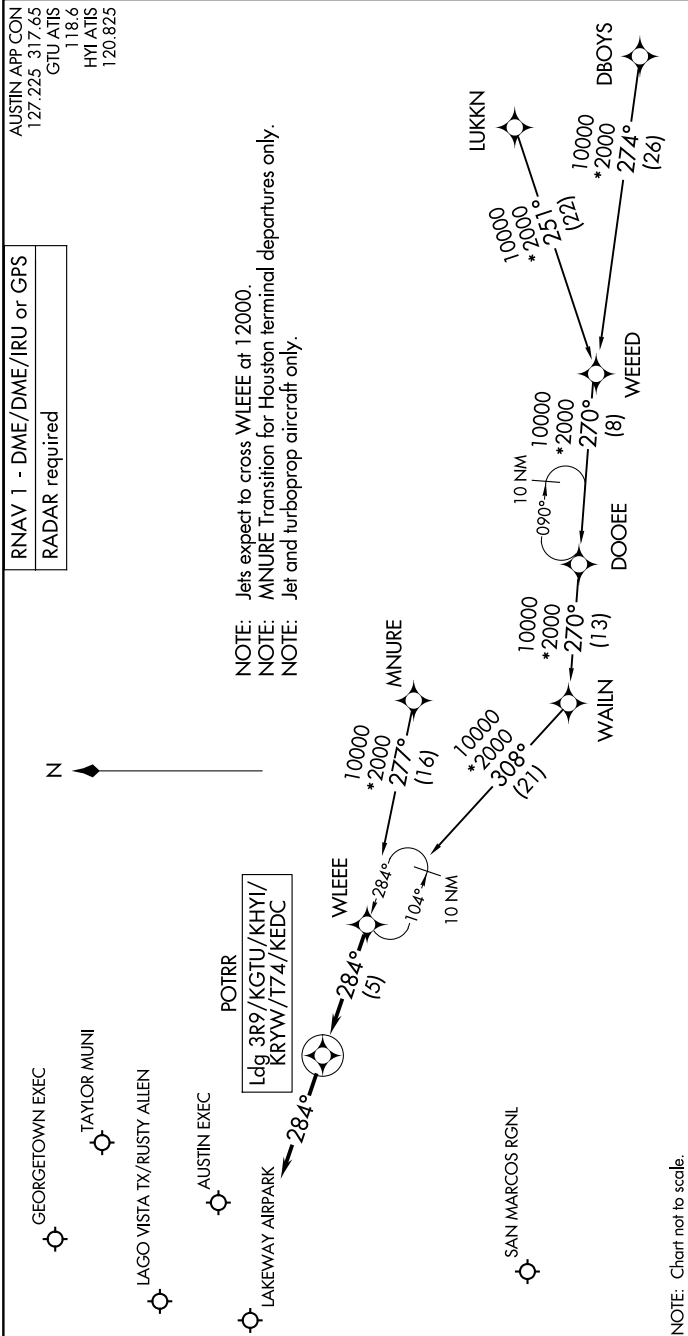 AUSTIN APP CON
127.225 317.65
GTU ATIS
118.6
HYI ATIS
120.825
RNAV 1 - DME/DME/IRU or GPS
RADAR required
NOTE: Jets expect to cross WLEEE at 12000.
NOTE: MNURE Transition for Houston terminal departures only.
NOTE: Jet and turboprop aircraft only.
N
GEORGETOWN EXEC
TAYLOR MUNI
LAGO VISTA TX/RUSTY ALLEN
AUSTIN EXEC
LAKEWAY AIRPARK
SAN MARCOS RGNL
POTRR
Ldg 3R9/KGTU/KHYI/
KRYW/T74/KEDC
284°
284°
(5)
WLEEE
284°
104°
10 NM
10000
*2000
277°
(16)
MNURE
10000
*2000
308°
(21)
WAILN
10000
*2000
270°
(13)
DOOEE
090°
10 NM
10000
*2000
270°
(8)
WEEED
10000
*2000
251°
(22)
LUKKN
10000
*2000
274°
(26)
DBOYS
NOTE: Chart not to scale.